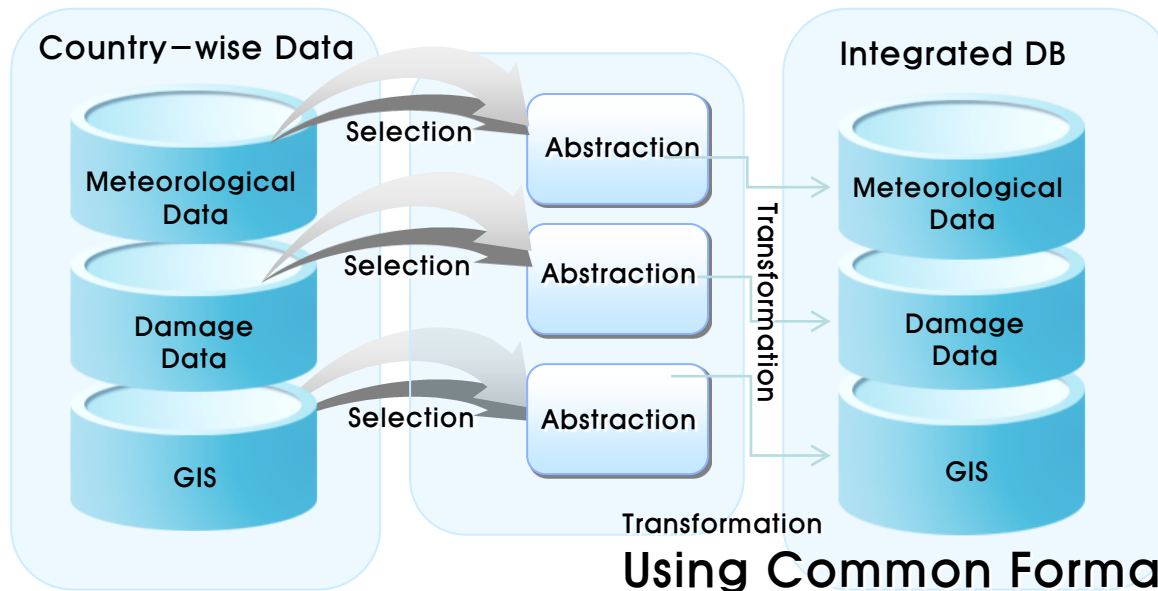 Country-wise Data
Meteorological
Data
Damage
Data
GIS
Selection
Selection
Selection
Abstraction
Abstraction
Abstraction
Transformation
Integrated DB
Meteorological
Data
Damage
Data
GIS
Transformation
Using Common Forma